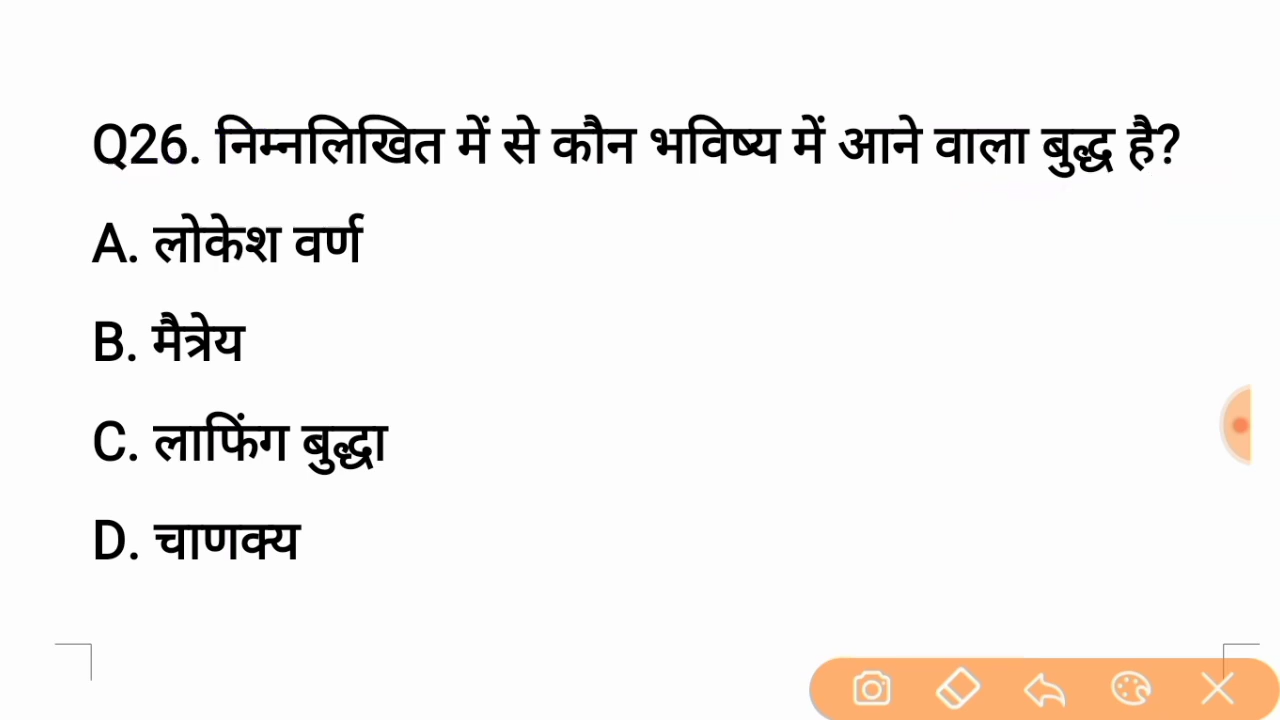 Q26. निम्नलिखित में से कौन भविष्य में आने वाला बुद्ध है?
A. लोकेश वर्ण
B. मैत्रेय
C. लाफिंग बुद्धा
D. चाणक्य